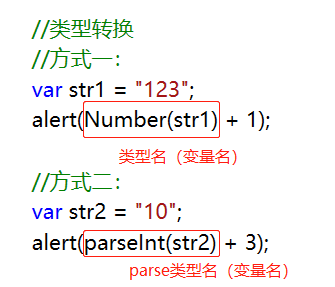 //类型转换
//方式一:
var str1 = "123";
alert(Number(str1) + 1);
类型名（变量名）
//方式二:
var str2 = "10";
alert(parseInt(str2) + 3);
parse类型名（变量名）